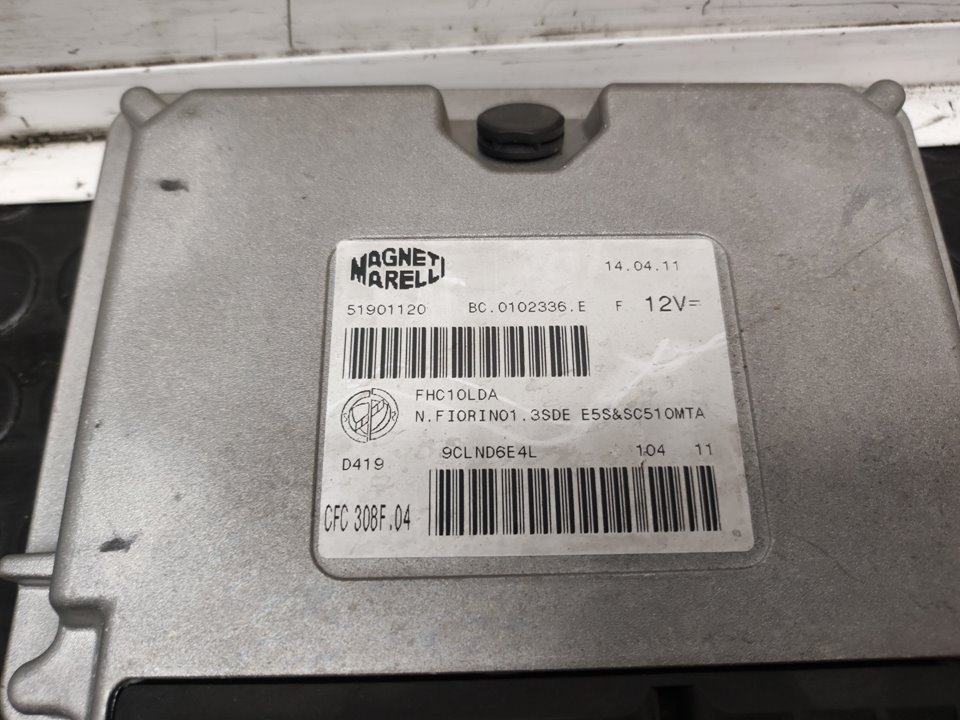 MAGNETI
MARELLI
14.04.11
51901120 BC.0102336.E F 12V=
FHC10LDA
N.FIORINO1.3SDE E5S&SC510MTA
D419 9CLND6E4L 104 11
CFC 308F.04